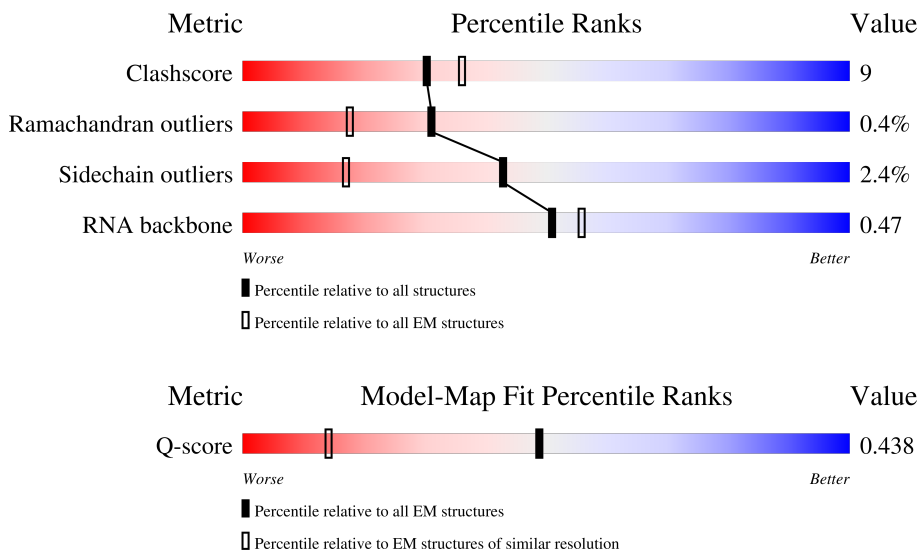 Metric Percentile Ranks Value
Clashscore 9
Ramachandran outliers 0.4%
Sidechain outliers 2.4%
RNA backbone 0.47
Worse Better
Percentile relative to all structures
Percentile relative to all EM structures
Metric Model-Map Fit Percentile Ranks Value
Q-score 0.438
Worse Better
Percentile relative to all EM structures
Percentile relative to EM structures of similar resolution